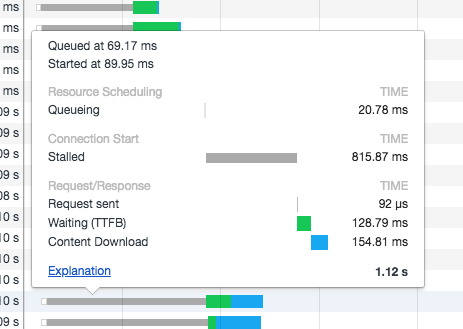 ms
ms
ms
ms
ms
09 s
09 s
09 s
09 s
08 s
10 s
10 s
10 s
10 s
10 s
09 s
Queued at 69.17 ms
Started at 89.95 ms
Resource Scheduling TIME
Queueing 20.78 ms
Connection Start TIME
Stalled 815.87 ms
Request/Response TIME
Request sent 92 μs
Waiting (TTFB) 128.79 ms
Content Download 154.81 ms
Explanation 1.12 s